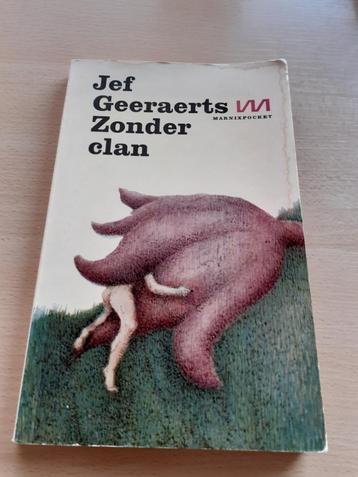 Jef
Geeraerts
MARNIXPOCKET
Zonder
clan